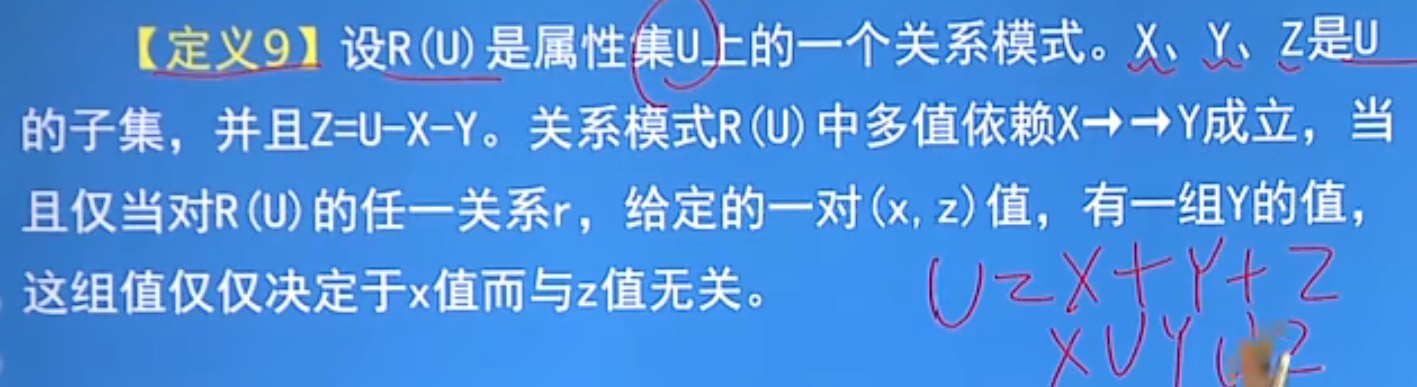 【定义9】设R(U)是属性集U上的一个关系模式。X、Y、Z是U
的子集，并且Z=U-X-Y。关系模式R(U)中多值依赖X→→Y成立，当
且仅当对R(U)的任一关系r，给定的一对(x,z)值，有一组Y的值，
这组值仅仅决定于x值而与z值无关。
U=X+Y+Z
XUYUZ